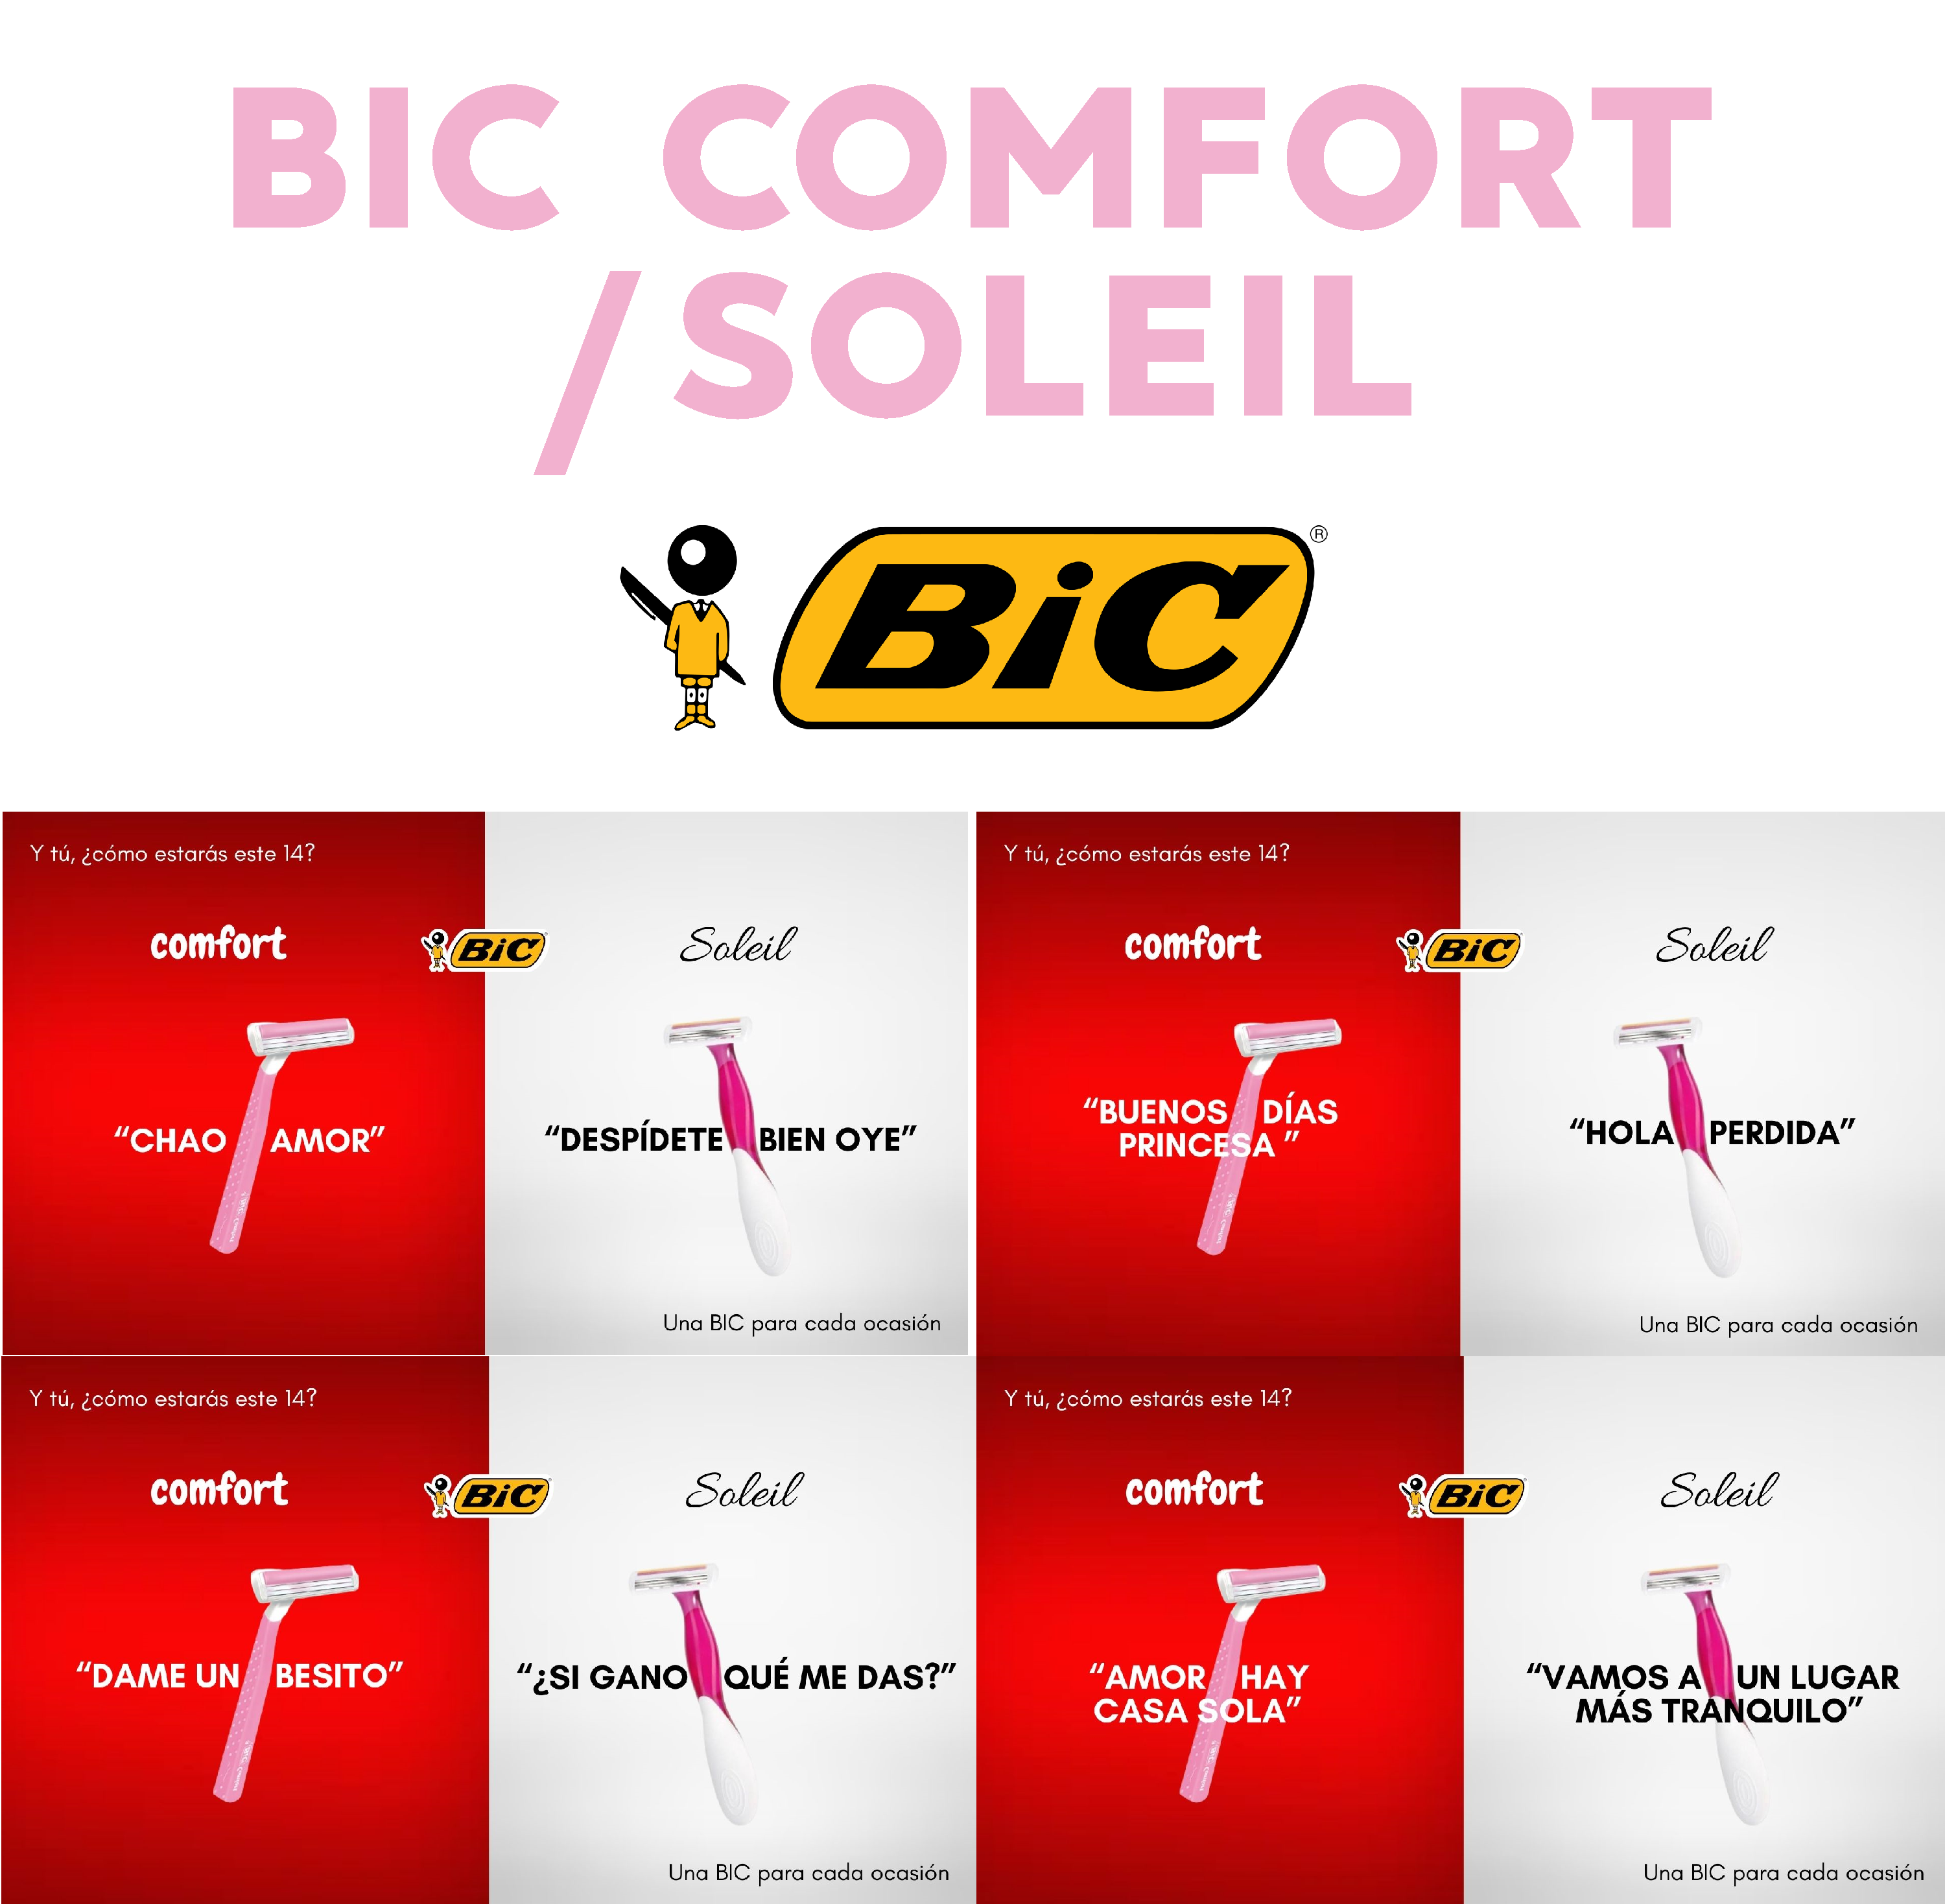 BIC COMFORT
/SOLEIL
BiC®
Y tú, ¿cómo estarás este 14?
comfort
BiC
Soleil
“CHAO AMOR”
“DESPÍDETE BIEN OYE”
Una BIC para cada ocasión
Y tú, ¿cómo estarás este 14?
comfort
BiC
Soleil
“BUENOS DÍAS
PRINCESA ”
“HOLA PERDIDA”
Una BIC para cada ocasión
Y tú, ¿cómo estarás este 14?
comfort
BiC
Soleil
“DAME UN BESITO”
“¿SI GANO QUÉ ME DAS?”
Una BIC para cada ocasión
Y tú, ¿cómo estarás este 14?
comfort
BiC
Soleil
“AMOR HAY
CASA SOLA”
“VAMOS A UN LUGAR
MÁS TRANQUILO”
Una BIC para cada ocasión